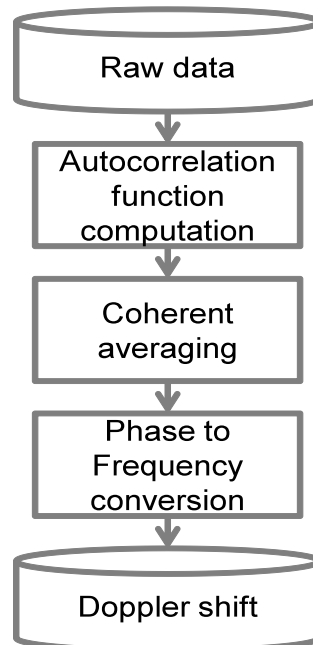 Raw data
Autocorrelation
function
computation
Coherent
averaging
Phase to
Frequency
conversion
Doppler shift